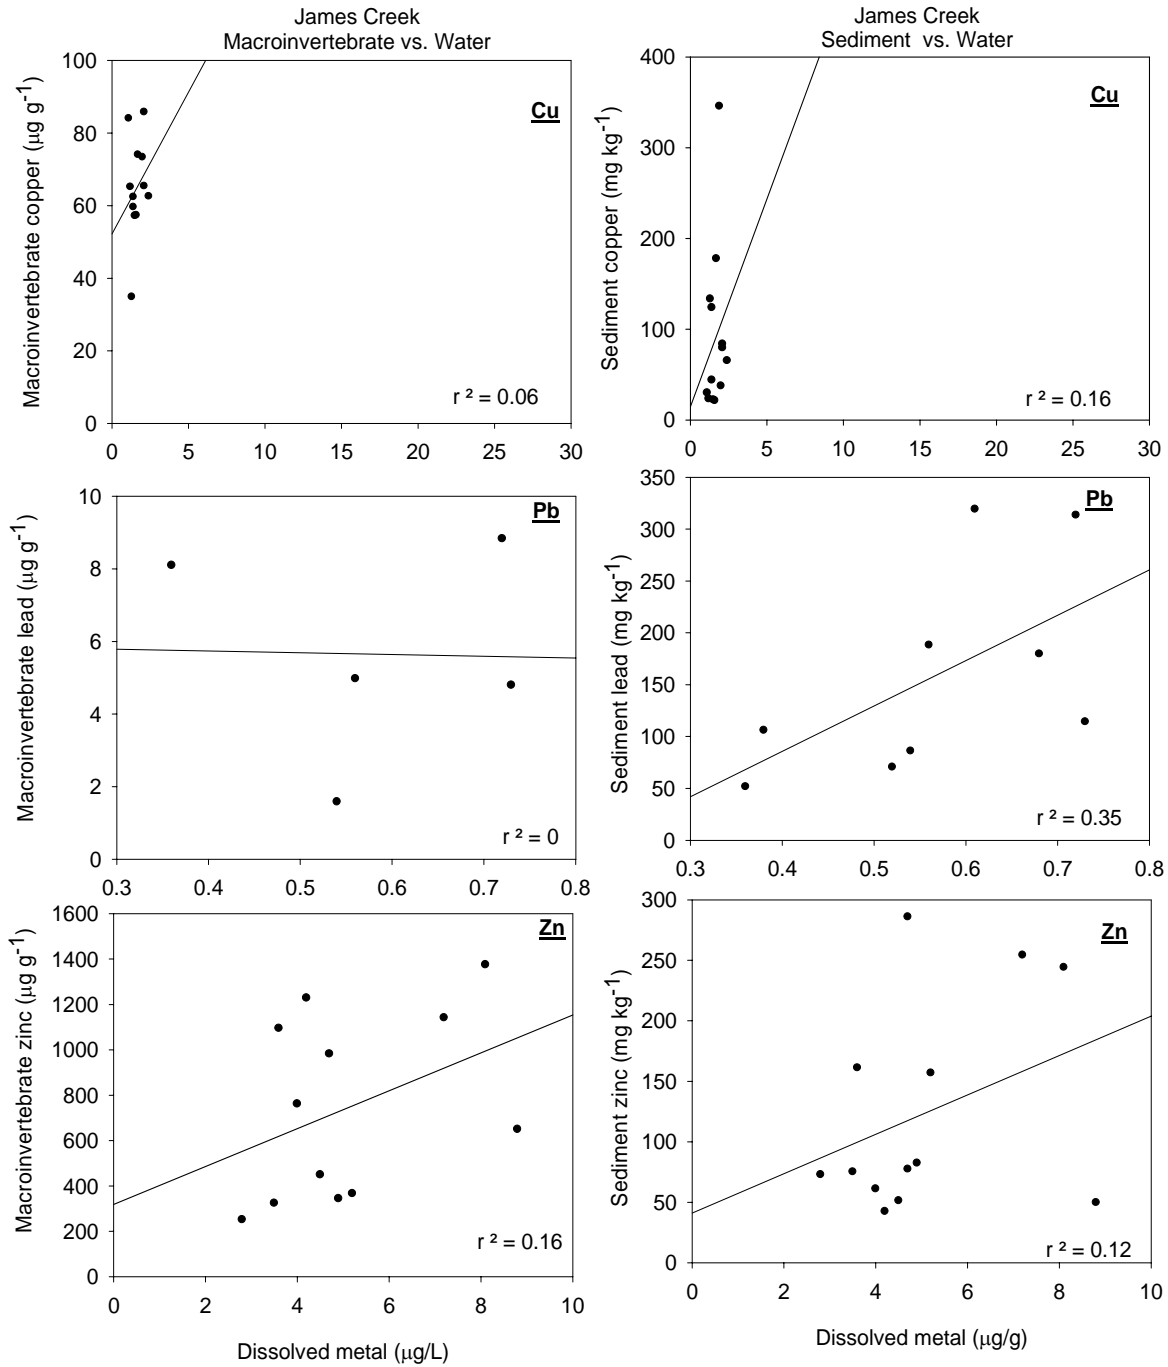 James Creek
Macroinvertebrate vs. Water
Macroinvertebrate copper (μg g⁻¹)
100
80
60
40
20
0
Cu
r ² = 0.06
0 5 10 15 20 25 30
James Creek
Sediment vs. Water
Sediment copper (mg kg⁻¹)
400
300
200
100
0
Cu
r ² = 0.16
0 5 10 15 20 25 30
Macroinvertebrate lead (μg g⁻¹)
10
8
6
4
2
0
Pb
r ² = 0
0.3 0.4 0.5 0.6 0.7 0.8
Sediment lead (mg kg⁻¹)
350
300
250
200
150
100
50
0
Pb
r ² = 0.35
0.3 0.4 0.5 0.6 0.7 0.8
Macroinvertebrate zinc (μg g⁻¹)
1600
1400
1200
1000
800
600
400
200
0
Zn
r ² = 0.16
0 2 4 6 8 10
Dissolved metal (μg/L)
Sediment zinc (mg kg⁻¹)
300
250
200
150
100
50
0
Zn
r ² = 0.12
0 2 4 6 8 10
Dissolved metal (μg/g)